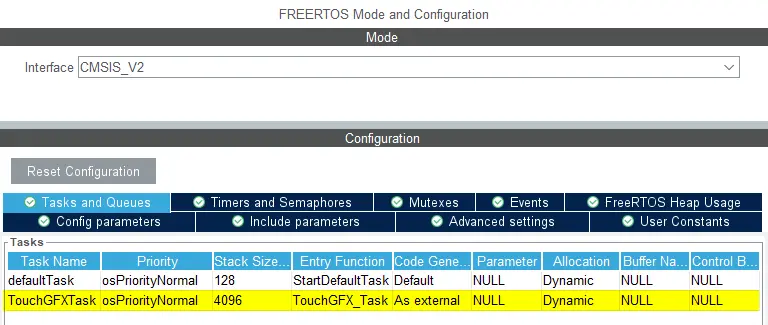 FREERTOS Mode and Configuration
Mode
Interface CMSIS_V2
Configuration
Reset Configuration
Tasks and Queues Timers and Semaphores Mutexes Events FreeRTOS Heap Usage
Config parameters Include parameters Advanced settings User Constants
Tasks
Task Name Priority Stack Size... Entry Function Code Gene... Parameter Allocation Buffer Na... Control B...
defaultTask osPriorityNormal 128 StartDefaultTask Default NULL Dynamic NULL NULL
TouchGFXTask osPriorityNormal 4096 TouchGFX_Task As external NULL Dynamic NULL NULL